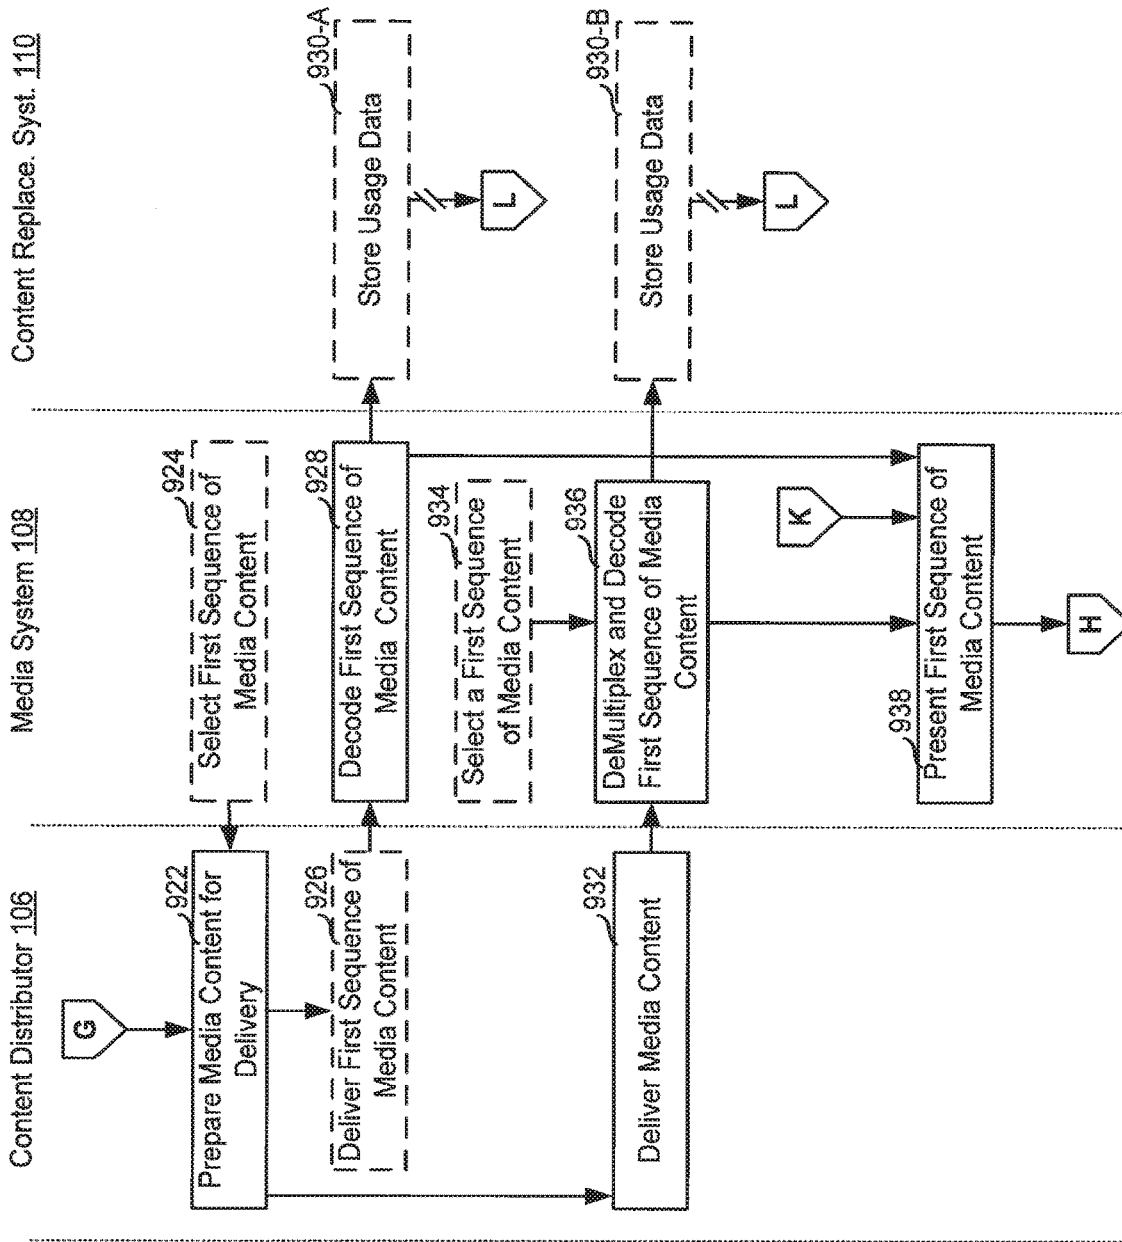 Content Distributor 106
G
922
Prepare Media Content for
Delivery
926
Deliver First Sequence of
Media Content
932
Deliver Media Content
Media System 108
924
Select First Sequence of
Media Content
928
Decode First Sequence of
Media Content
934
Select a First Sequence
of Media Content
936
DeMultiplex and Decode
First Sequence of Media
Content
K
938
Present First Sequence of
Media Content
H
Content Replace. Syst. 110
930-A
Store Usage Data
L
930-B
Store Usage Data
L